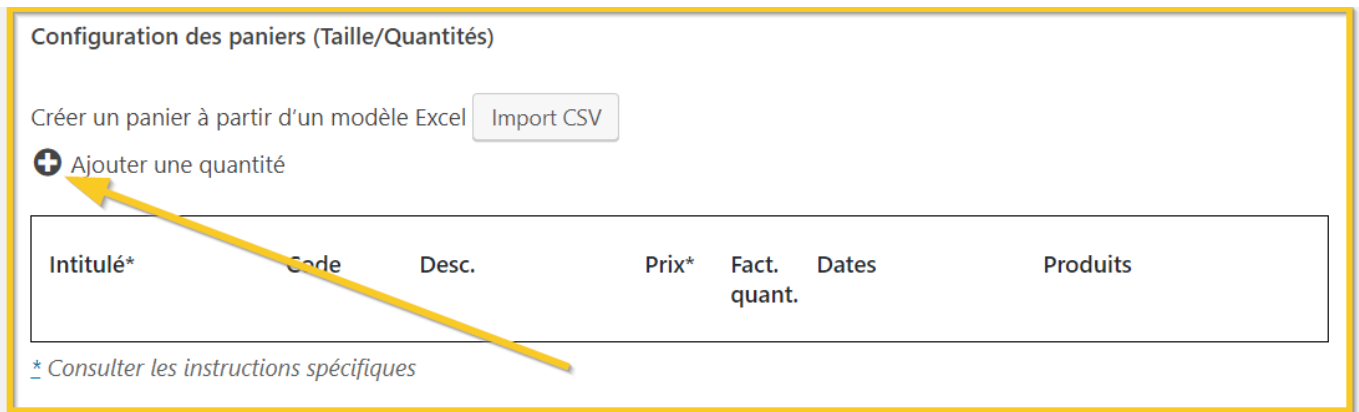 Configuration des paniers (Taille/Quantités)
Créer un panier à partir d'un modèle Excel Import CSV
Ajouter une quantité
Intitulé* Code Desc. Prix* Fact. quant. Dates Produits
* Consulter les instructions spécifiques